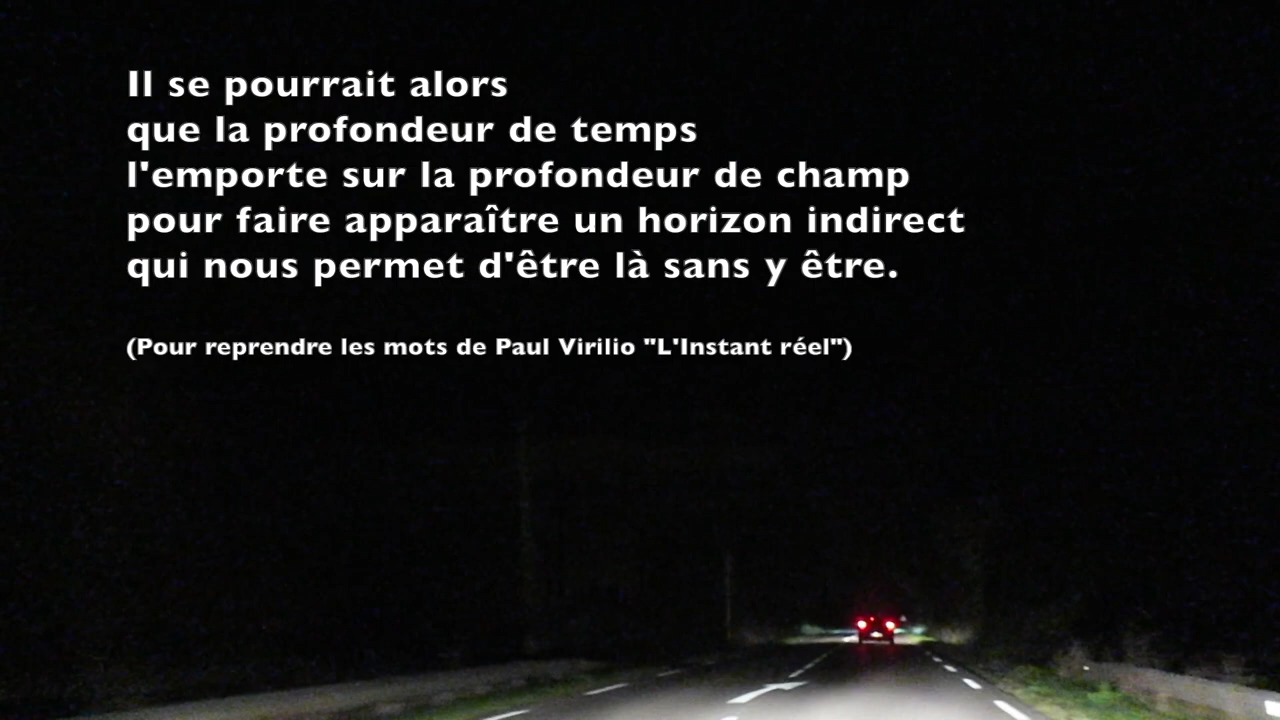 Il se pourrait alors
que la profondeur de temps
l'emporte sur la profondeur de champ
pour faire apparaître un horizon indirect
qui nous permet d'être là sans y être.
(Pour reprendre les mots de Paul Virilio "L'Instant réel")